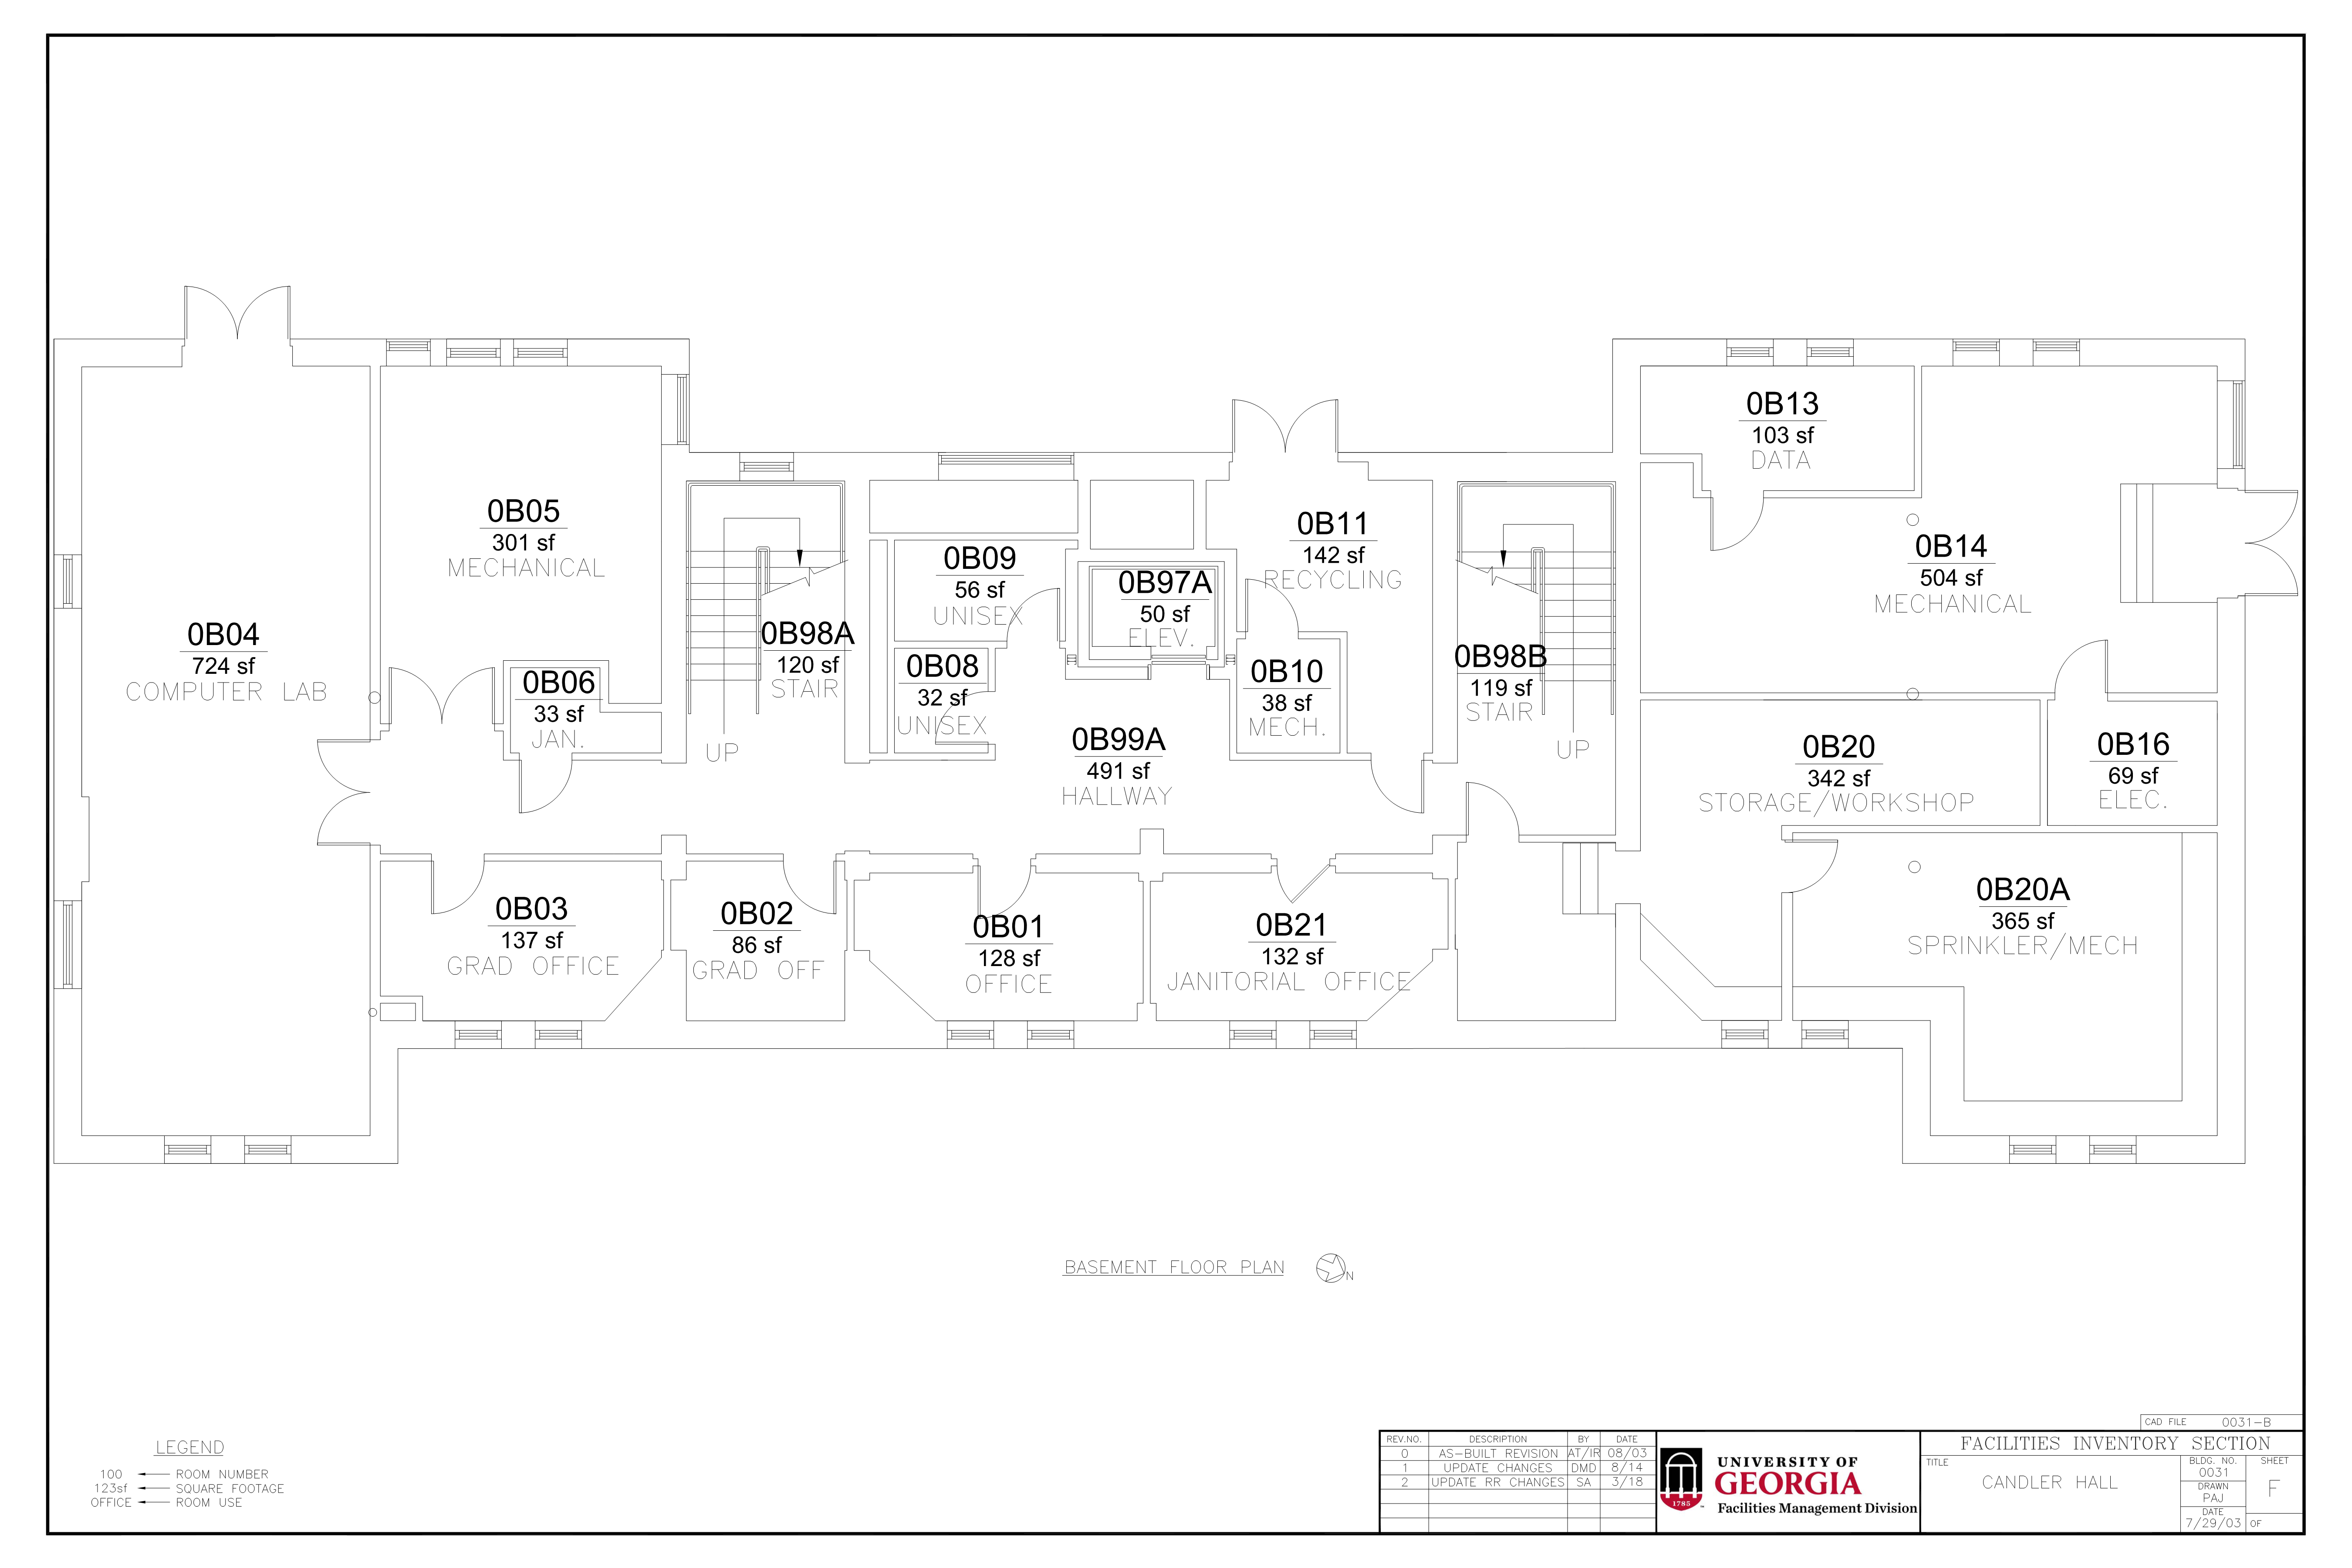 0B13
103 sf
DATA
0B05
301 sf
MECHANICAL
0B11
142 sf
RECYCLING
0B14
504 sf
MECHANICAL
0B09
56 sf
UNISEX
0B97A
50 sf
ELEV.
0B04
724 sf
COMPUTER LAB
0B98A
120 sf
STAIR
UP
0B06
33 sf
JAN.
0B08
32 sf
UNISEX
0B10
38 sf
MECH.
0B98B
119 sf
STAIR
UP
0B99A
491 sf
HALLWAY
0B20
342 sf
STORAGE/WORKSHOP
0B16
69 sf
ELEC.
0B03
137 sf
GRAD OFFICE
0B02
86 sf
GRAD OFF
0B01
128 sf
OFFICE
0B21
132 sf
JANITORIAL OFFICE
0B20A
365 sf
SPRINKLER/MECH
BASEMENT FLOOR PLAN
N
LEGEND
100 ROOM NUMBER
123sf SQUARE FOOTAGE
OFFICE ROOM USE
CAD FILE 0031-B
REV.NO. DESCRIPTION BY DATE
0 AS-BUILT REVISION AT/IR 08/03
1 UPDATE CHANGES DMD 8/14
2 UPDATE RR CHANGES SA 3/18
1785
UNIVERSITY OF
GEORGIA
Facilities Management Division
FACILITIES INVENTORY SECTION
TITLE
CANDLER HALL
BLDG. NO.
0031
DRAWN
PAJ
DATE
7/29/03
SHEET
F
OF